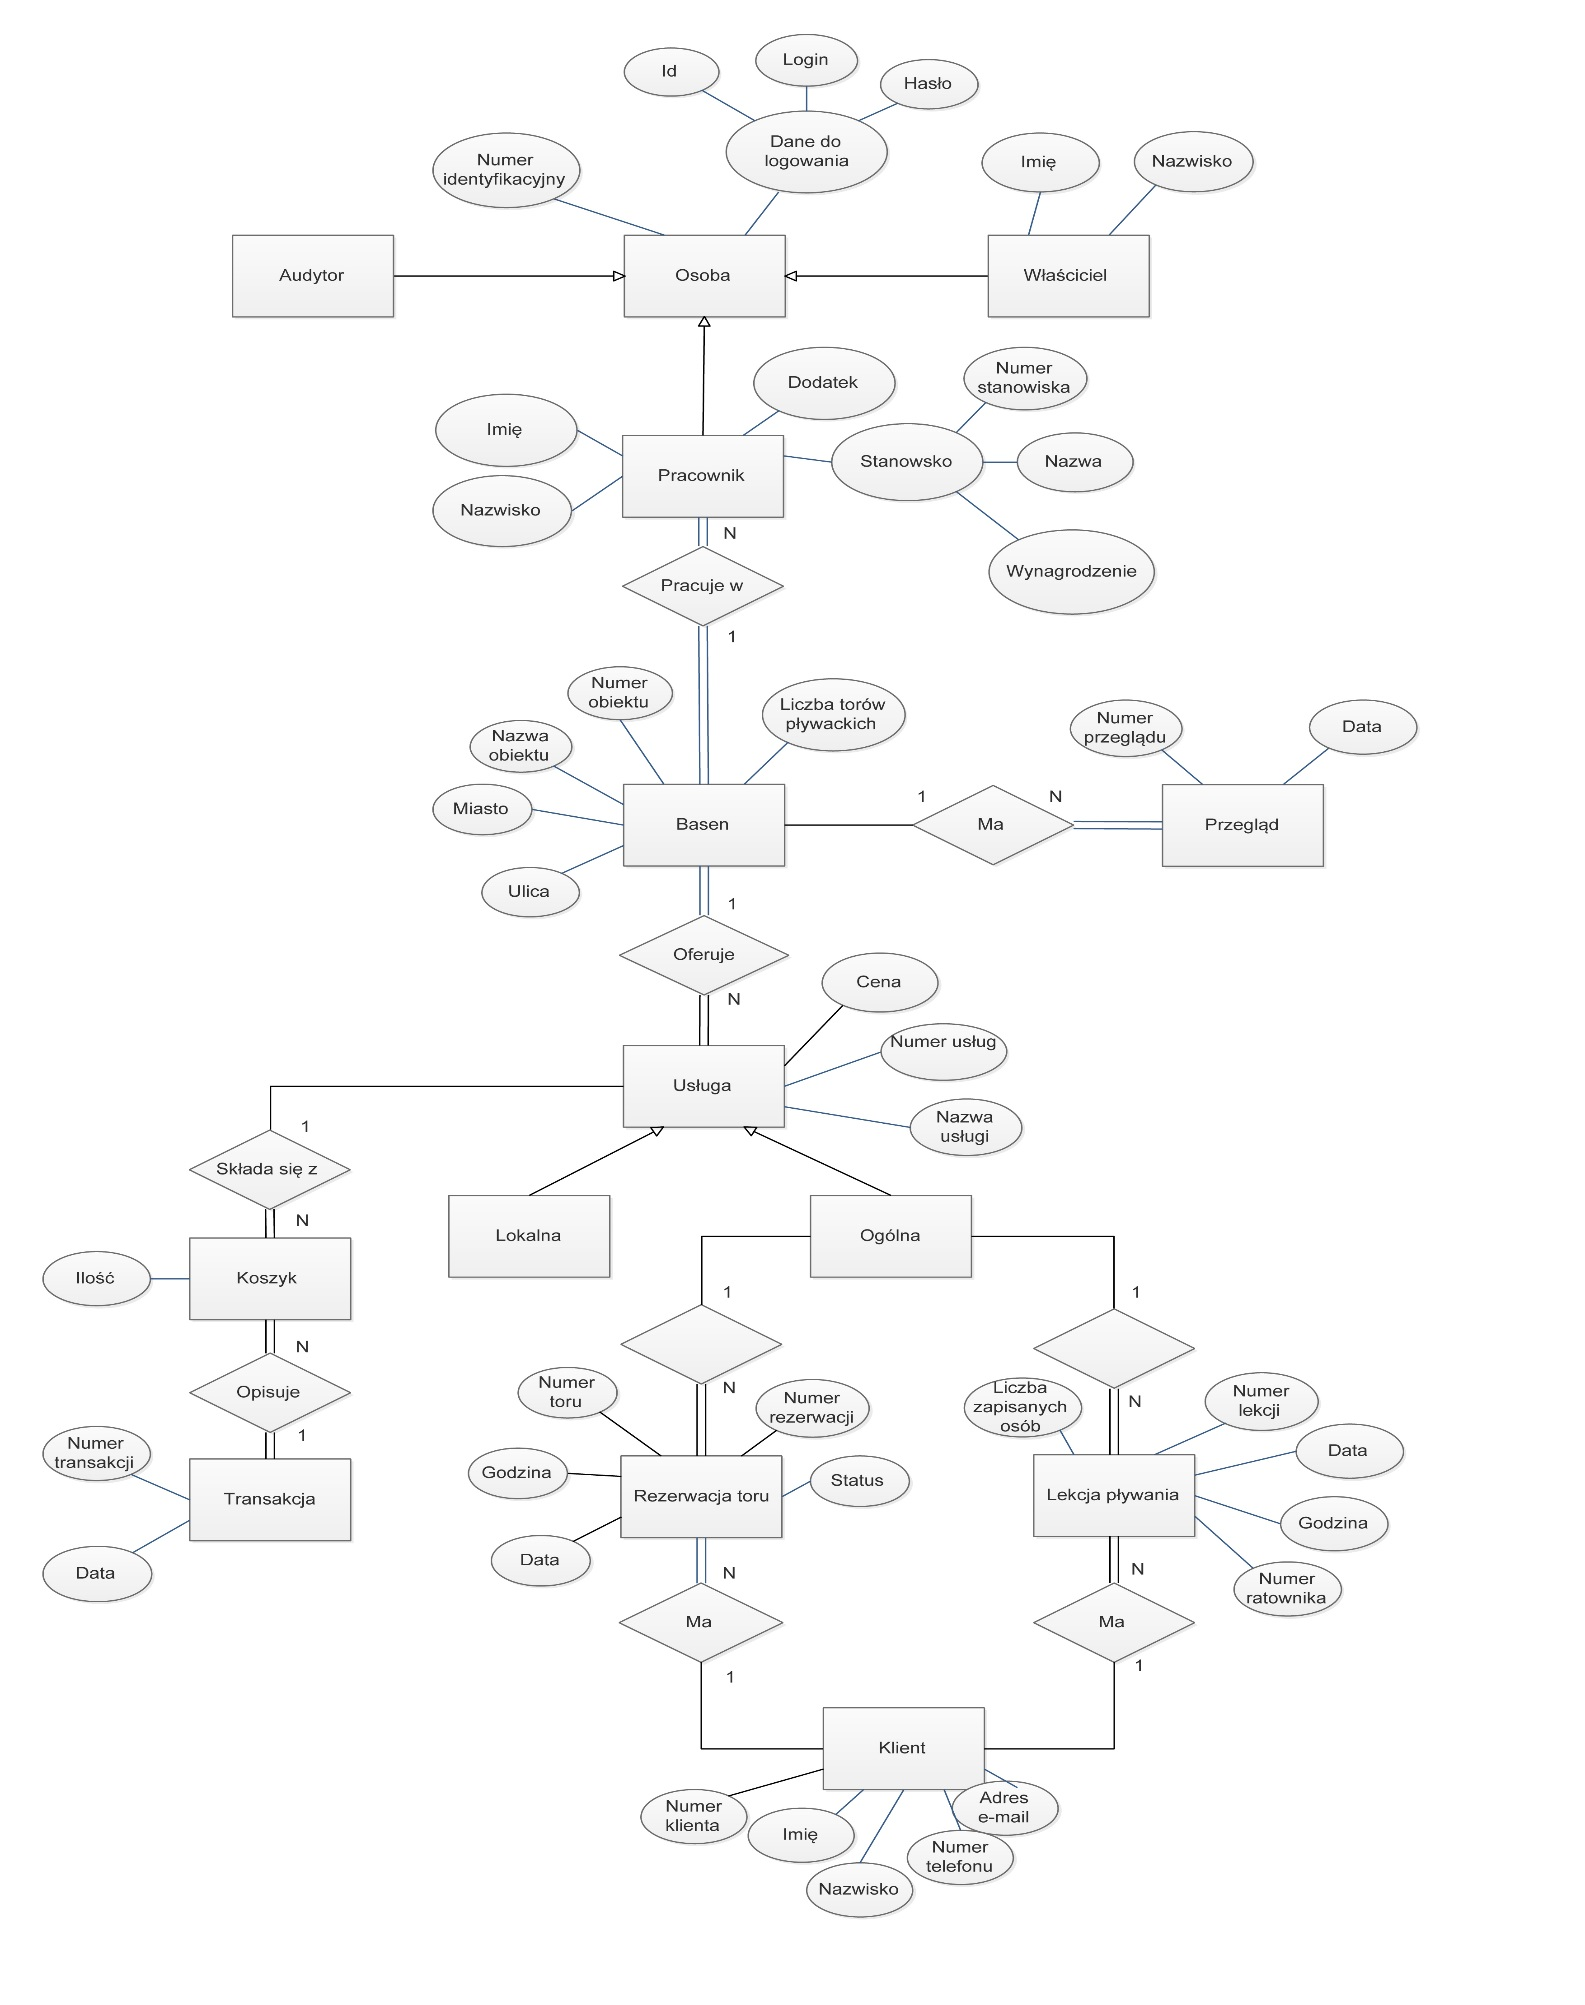 Id
Login
Hasło
Dane do
logowania
Numer
identyfikacyjny
Imię
Nazwisko
Audytor
Osoba
Właściciel
Dodatek
Numer
stanowiska
Imię
Pracownik
Stanowsko
Nazwa
Nazwisko
N
Wynagrodzenie
Pracuje w
1
Numer
obiektu
Liczba torów
pływackich
Nazwa
obiektu
Numer
przeglądu
Data
Miasto
Basen
1
Ma
N
Przegląd
Ulica
1
Oferuje
N
Cena
Numer usług
Usługa
Nazwa
usługi
1
Składa się z
N
Lokalna
Ogólna
Ilość
Koszyk
1
1
N
Opisuje
1
N
N
Numer
toru
Numer
rezerwacji
Liczba
zapisanych
osób
Numer
lekcji
Numer
transakcji
Godzina
Status
Data
Transakcja
Rezerwacja toru
Lekcja pływania
Godzina
Data
Data
N
N
Numer
ratownika
Ma
Ma
1
1
Klient
Numer
klienta
Imię
Nazwisko
Numer
telefonu
Adres
e-mail